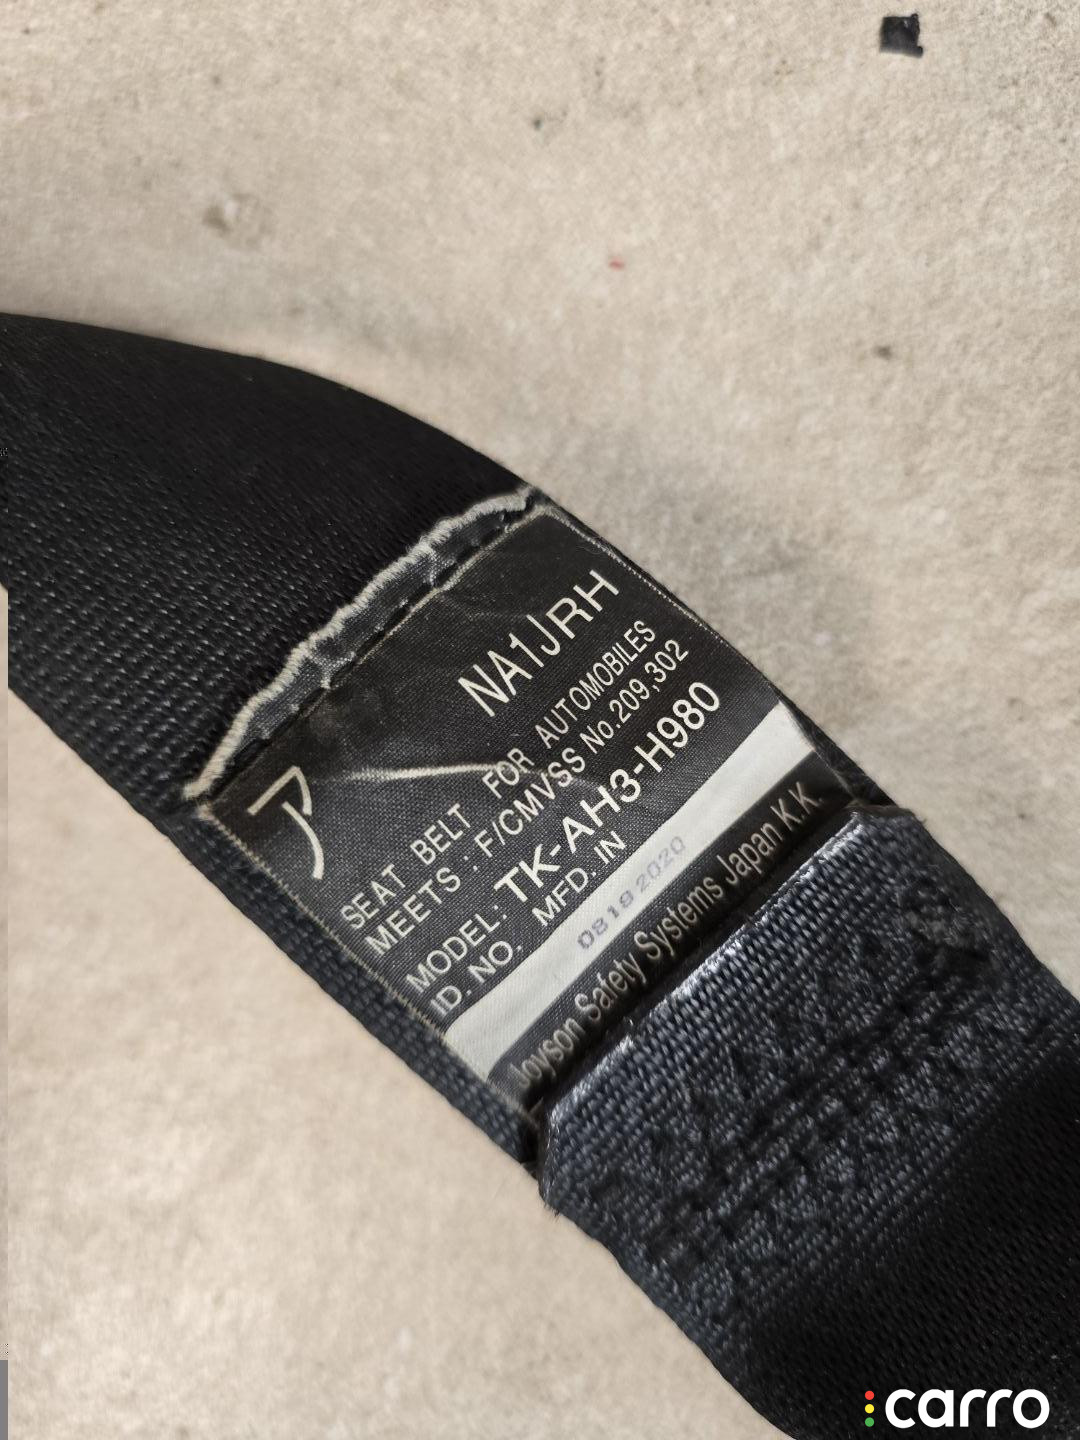 NA1JRH
ア
SEAT BELT FOR AUTOMOBILES
MEETS : F/CMVSS No.209,302
MODEL: TK-AH3-H980
ID. NO. MFD. IN
0819 2020
Joyson Safety Systems Japan K.K.
carro